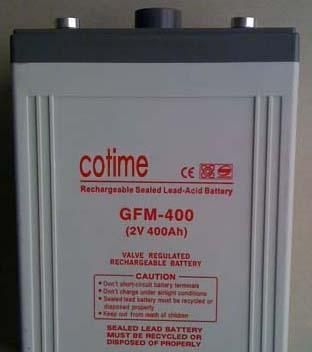 cotime
CE
Rechargeable Sealed Lead-Acid Battery
GFM-400
(2V 400Ah)
VALVE REGULATED
RECHARGEABLE BATTERY
CAUTION
• Don't short-circuit battery terminals
• Don't charge under airtight conditions
• Sealed lead battery must be recycled or
disposed properly
• Keep out from reach of children
SEALED LEAD BATTERY
MUST BE RECYCLED OR
DISPOSED OF PROPERLY